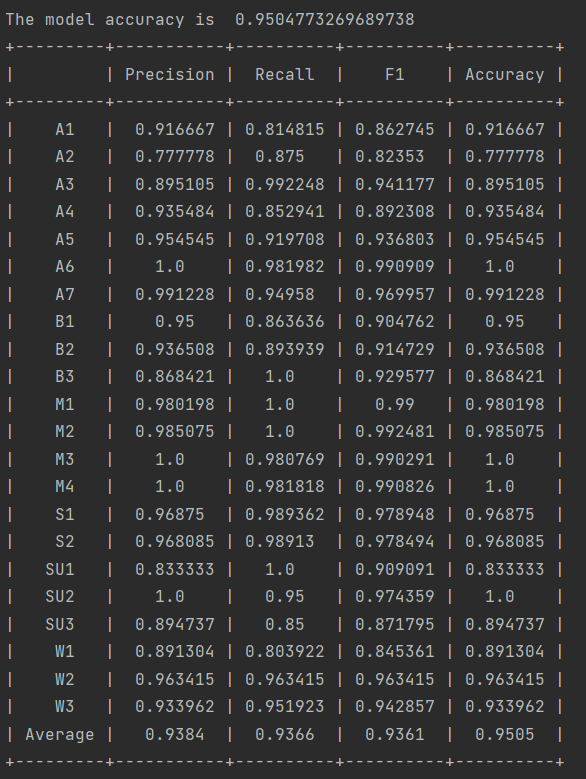 The model accuracy is  0.9504773269689738
+---------+-----------+----------+----------+----------+
|         | Precision |  Recall  |    F1    | Accuracy |
+---------+-----------+----------+----------+----------+
|    A1   |  0.916667 | 0.814815 | 0.862745 | 0.916667 |
|    A2   |  0.777778 |  0.875   | 0.82353  | 0.777778 |
|    A3   |  0.895105 | 0.992248 | 0.941177 | 0.895105 |
|    A4   |  0.935484 | 0.852941 | 0.892308 | 0.935484 |
|    A5   |  0.954545 | 0.919708 | 0.936803 | 0.954545 |
|    A6   |    1.0    | 0.981982 | 0.990909 |   1.0    |
|    A7   |  0.991228 | 0.94958  | 0.969957 | 0.991228 |
|    B1   |    0.95   | 0.863636 | 0.904762 |   0.95   |
|    B2   |  0.936508 | 0.893939 | 0.914729 | 0.936508 |
|    B3   |  0.868421 |   1.0    | 0.929577 | 0.868421 |
|    M1   |  0.980198 |   1.0    |   0.99   | 0.980198 |
|    M2   |  0.985075 |   1.0    | 0.992481 | 0.985075 |
|    M3   |    1.0    | 0.980769 | 0.990291 |   1.0    |
|    M4   |    1.0    | 0.981818 | 0.990826 |   1.0    |
|    S1   |  0.96875  | 0.989362 | 0.978948 | 0.96875  |
|    S2   |  0.968085 | 0.98913  | 0.978494 | 0.968085 |
|   SU1   |  0.833333 |   1.0    | 0.909091 | 0.833333 |
|   SU2   |    1.0    |   0.95   | 0.974359 |   1.0    |
|   SU3   |  0.894737 |   0.85   | 0.871795 | 0.894737 |
|    W1   |  0.891304 | 0.803922 | 0.845361 | 0.891304 |
|    W2   |  0.963415 | 0.963415 | 0.963415 | 0.963415 |
|    W3   |  0.933962 | 0.951923 | 0.942857 | 0.933962 |
| Average |   0.9384  |  0.9366  |  0.9361  |  0.9505  |
+---------+-----------+----------+----------+----------+